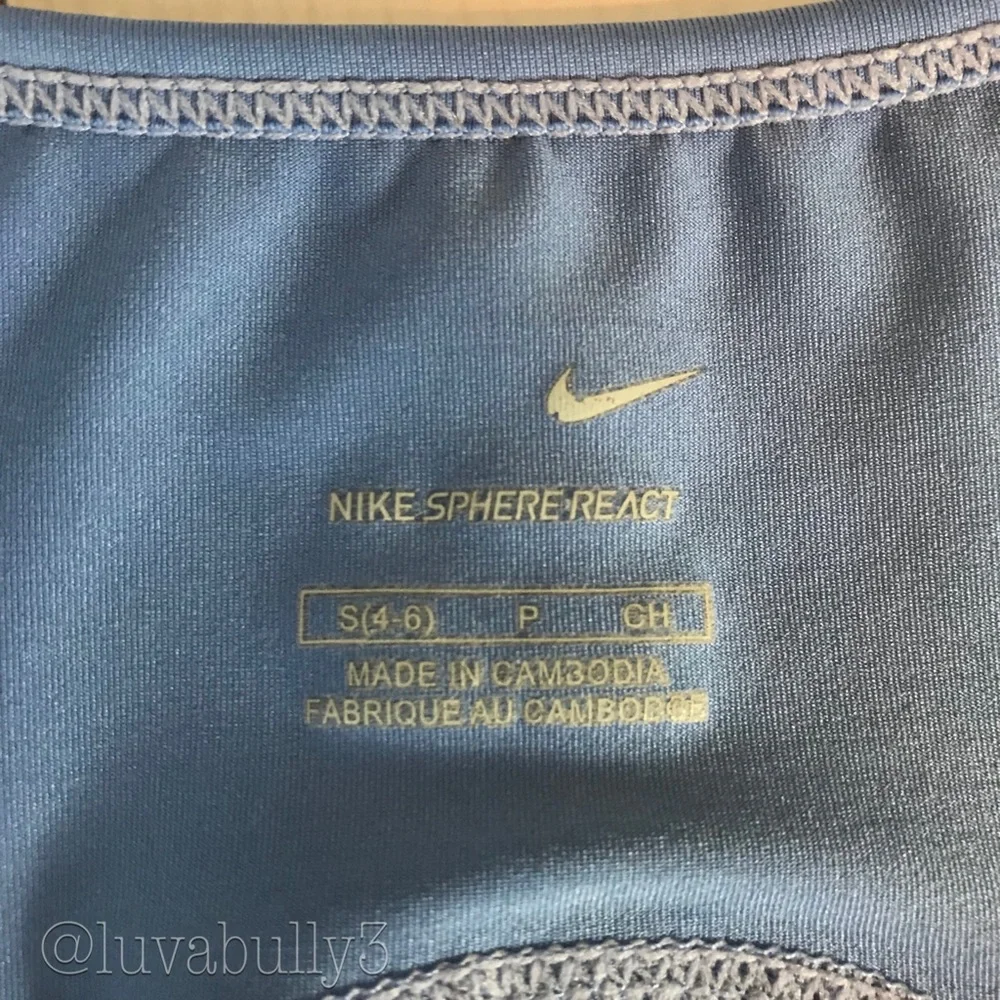 NIKE SPHERE REACT
S(4-6) P CH
MADE IN CAMBODIA
FABRIQUE AU CAMBODGE
@luvabully3